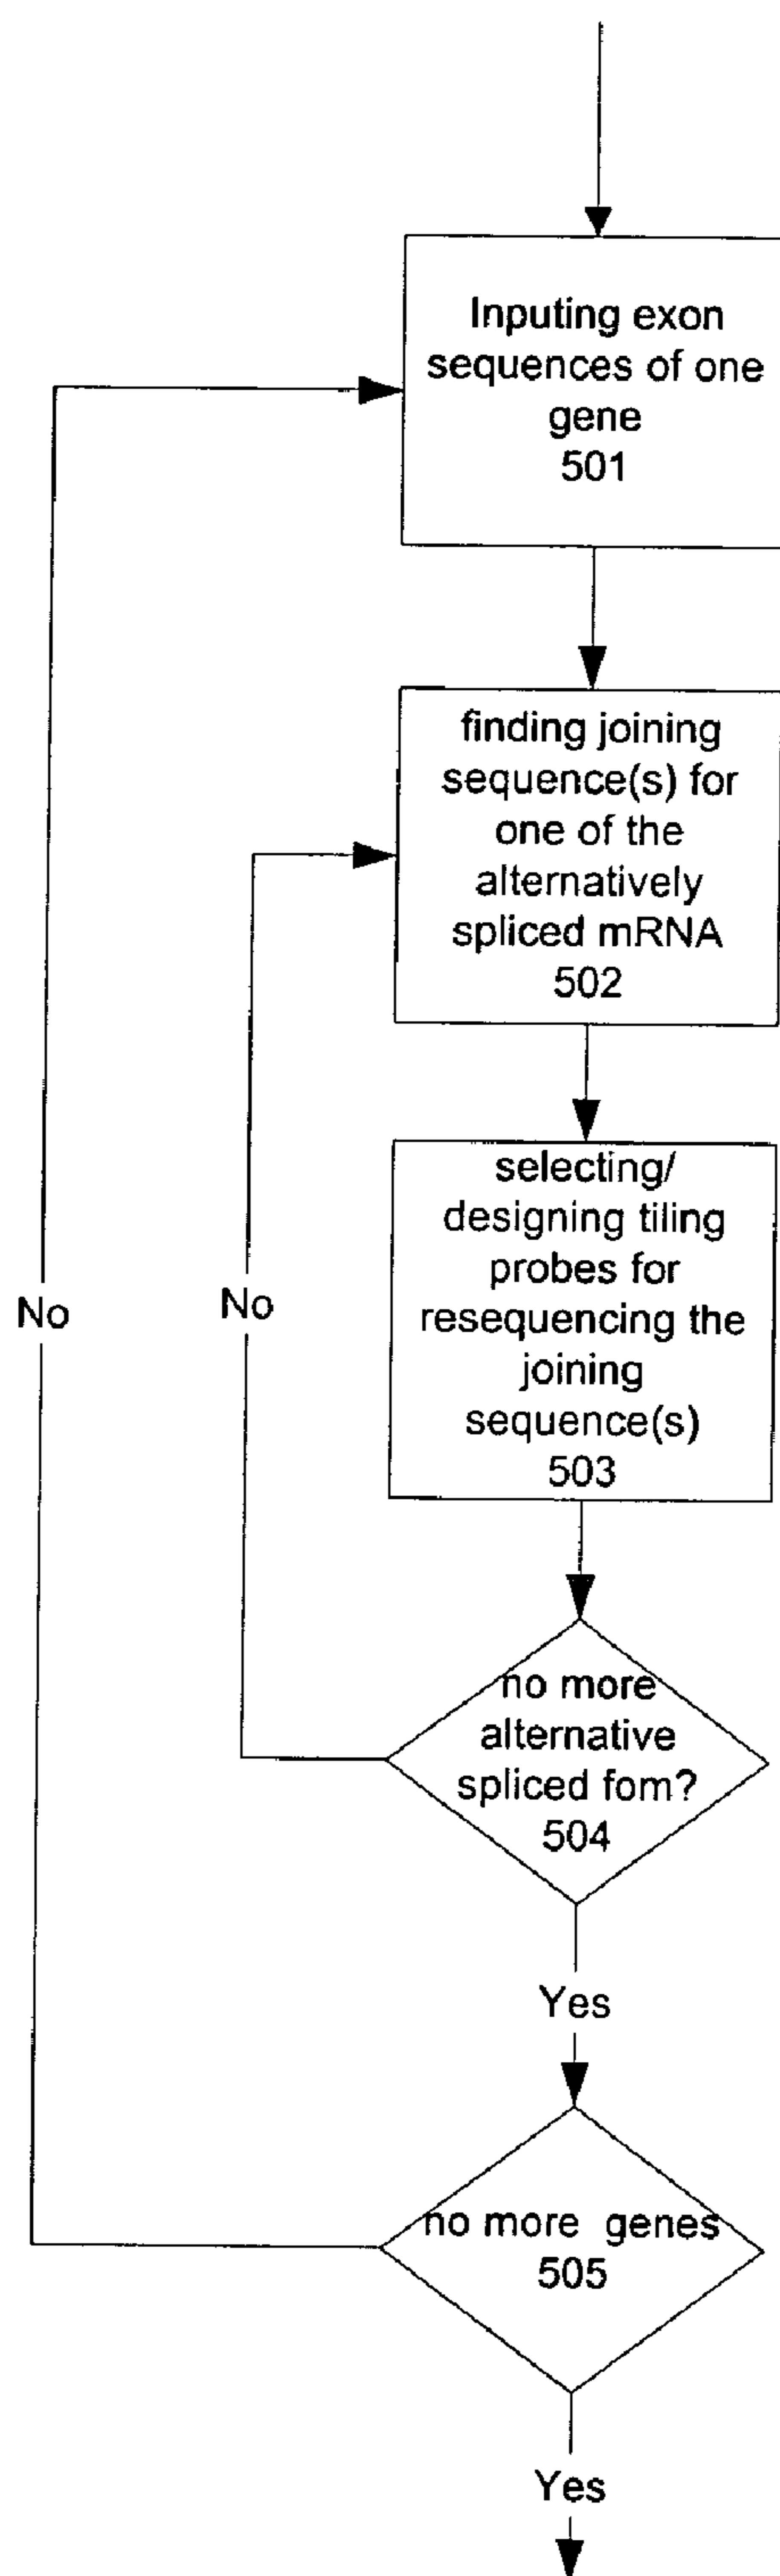 Inputing exon
sequences of one
gene
501
finding joining
sequence(s) for
one of the
alternatively
spliced mRNA
502
selecting/
designing tiling
probes for
resequencing the
joining
sequence(s)
503
No
No
no more
alternative
spliced fom?
504
Yes
no more genes
505
Yes